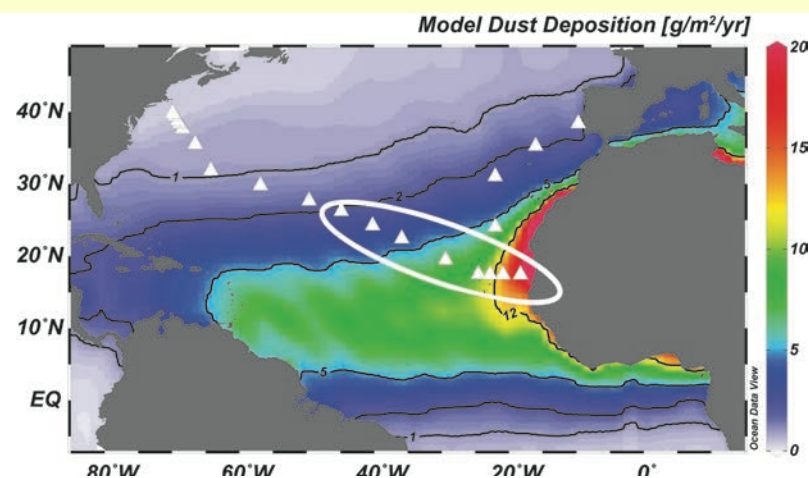 Model Dust Deposition [g/m²/yr]
20
40°N
1
30°N
2
5
15
20°N
10
10°N
12
5
5
EQ
1
Ocean Data View
0
80°W
60°W
40°W
20°W
0°